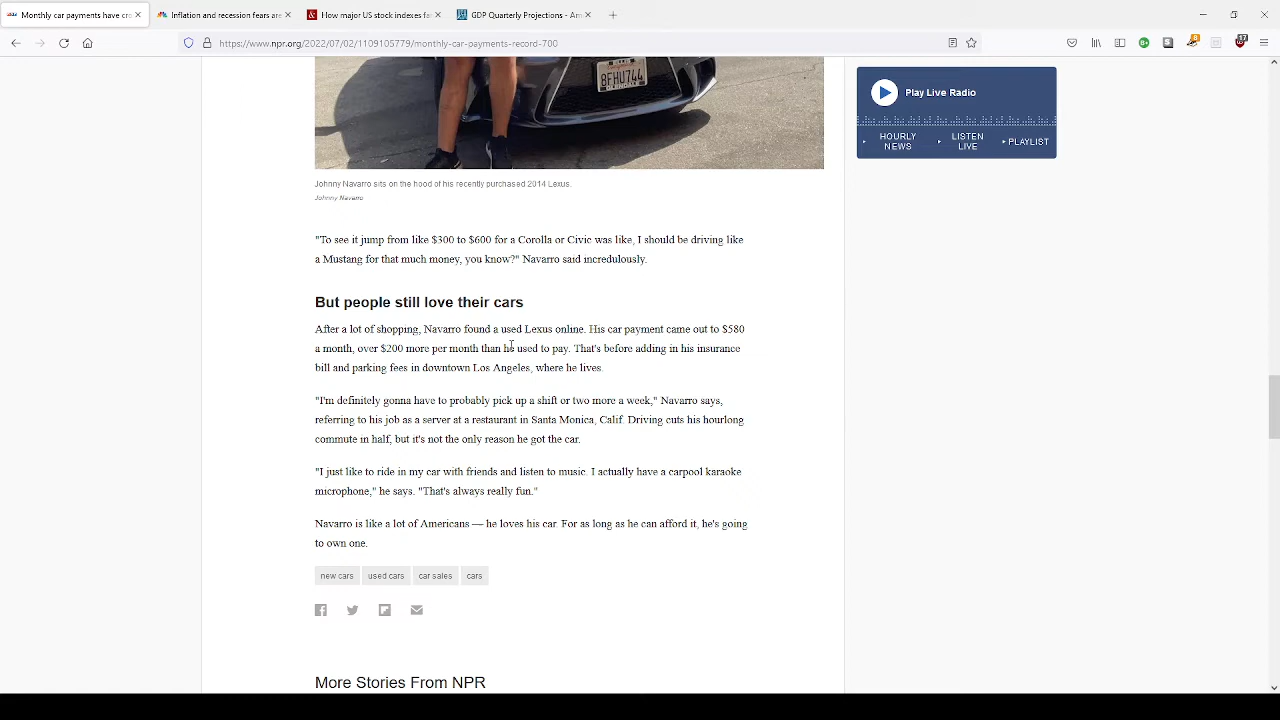 Monthly car payments have cro
Inflation and recession fears are
How major US stock indexes fa
GDP Quarterly Projections - Am
https://www.npr.org/2022/07/02/1109105779/monthly-car-payments-record-700
8FHU744
GLENDALE
Play Live Radio
HOURLY NEWS
LISTEN LIVE
PLAYLIST
Johnny Navarro sits on the hood of his recently purchased 2014 Lexus.
Johnny Navarro
"To see it jump from like $300 to $600 for a Corolla or Civic was like, I should be driving like
a Mustang for that much money, you know?" Navarro said incredulously.
But people still love their cars
After a lot of shopping, Navarro found a used Lexus online. His car payment came out to $580
a month, over $200 more per month than he used to pay. That's before adding in his insurance
bill and parking fees in downtown Los Angeles, where he lives.
"I'm definitely gonna have to probably pick up a shift or two more a week," Navarro says,
referring to his job as a server at a restaurant in Santa Monica, Calif. Driving cuts his hourlong
commute in half, but it's not the only reason he got the car.
"I just like to ride in my car with friends and listen to music. I actually have a carpool karaoke
microphone," he says. "That's always really fun."
Navarro is like a lot of Americans — he loves his car. For as long as he can afford it, he's going
to own one.
new cars
used cars
car sales
cars
More Stories From NPR